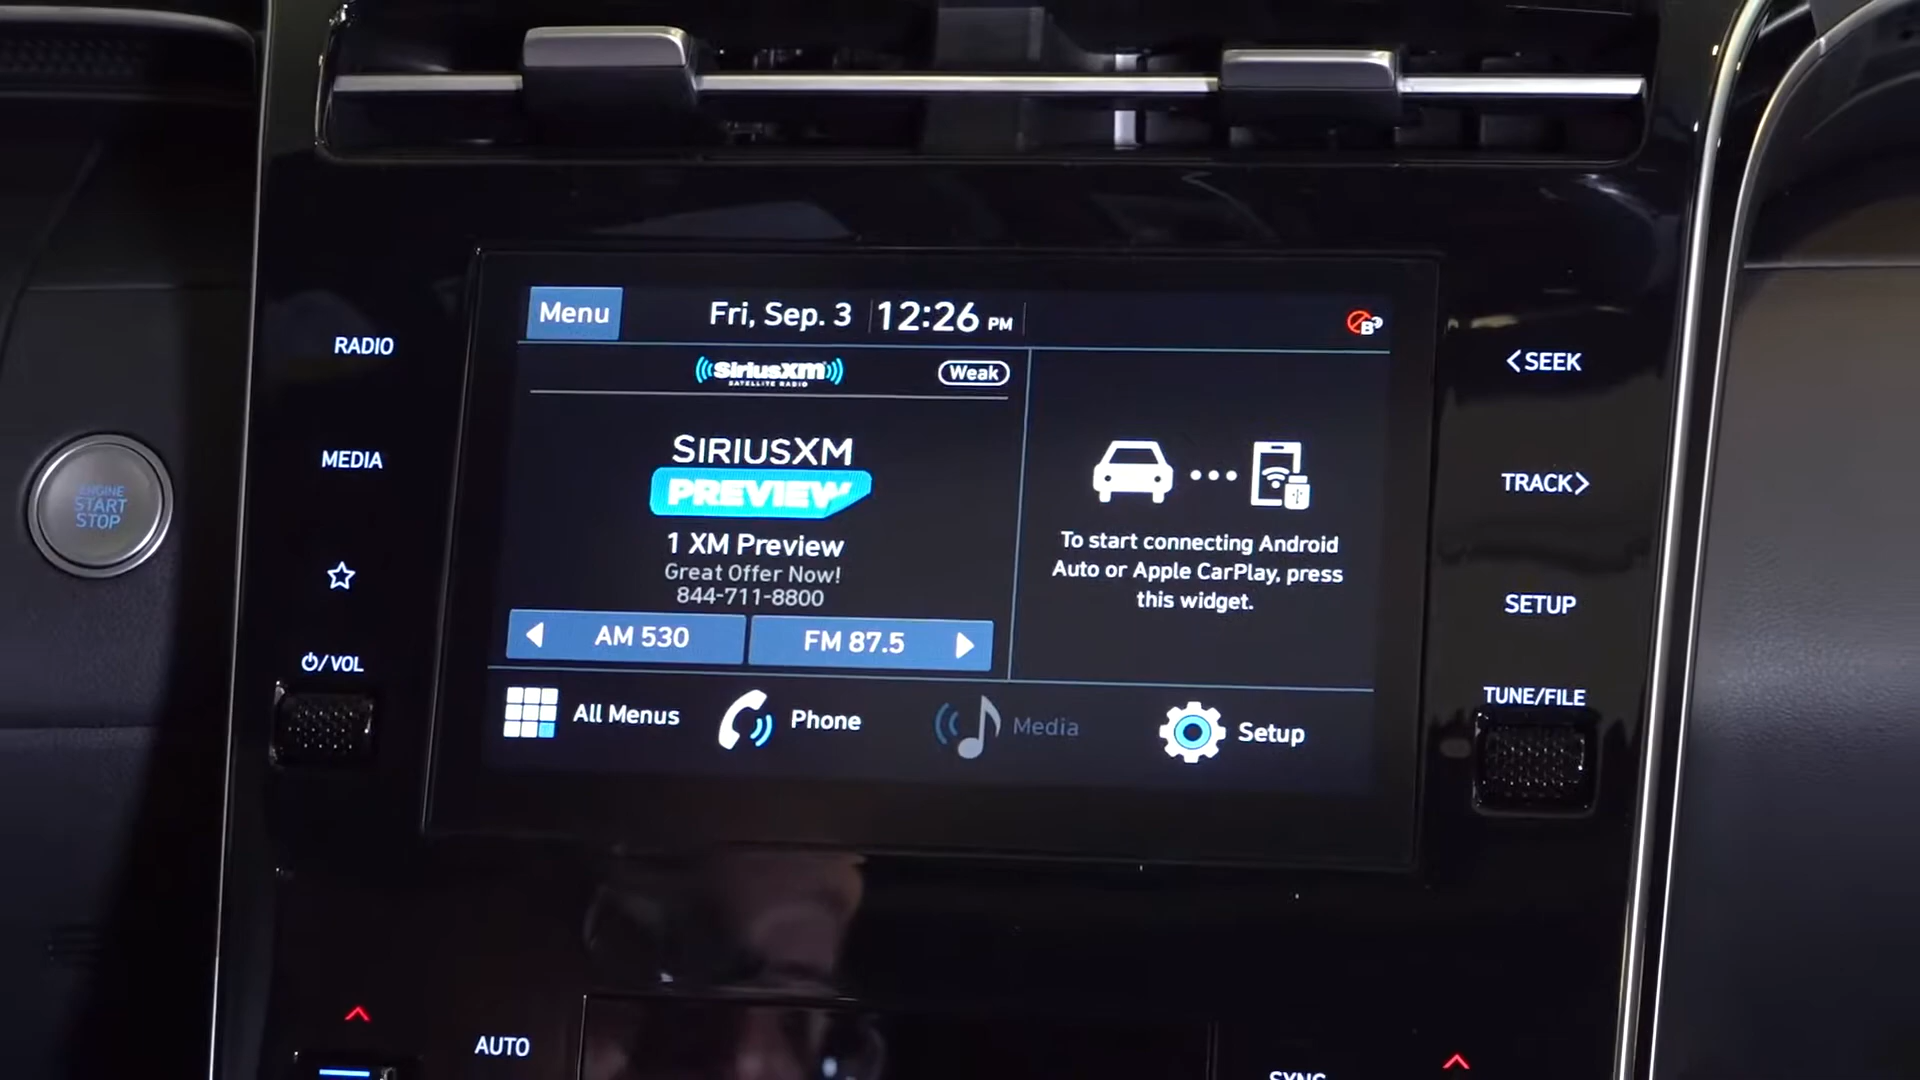 Menu
Fri, Sep. 3
12:26 PM
SiriusXM
SATELLITE RADIO
Weak
SIRIUSXM
PREVIEW
1 XM Preview
Great Offer Now!
844-711-8800
AM 530
FM 87.5
To start connecting Android
Auto or Apple CarPlay, press
this widget.
All Menus
Phone
Media
Setup
RADIO
MEDIA
/VOL
ENGINE
START
STOP
<SEEK
TRACK>
SETUP
TUNE/FILE
AUTO
SYNC
B